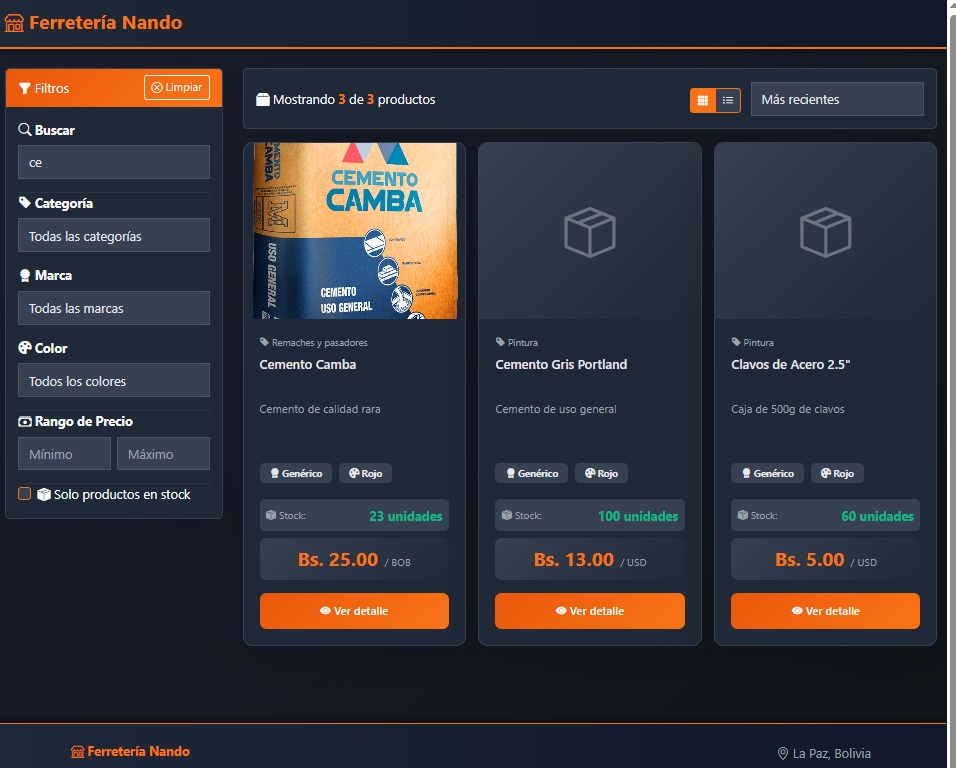 Ferretería Nando
Filtros
Limpiar
Buscar
ce
Categoría
Todas las categorías
Marca
Todas las marcas
Color
Todos los colores
Rango de Precio
Mínimo Máximo
Solo productos en stock
Mostrando 3 de 3 productos
Más recientes
CEMENTO
CAMBA
USO GENERAL
CEMENTO
USO GENERAL
Remaches y pasadores
Cemento Camba
Cemento de calidad rara
Genérico Rojo
Stock: 23 unidades
Bs. 25.00 / BOB
Ver detalle
Pintura
Cemento Gris Portland
Cemento de uso general
Genérico Rojo
Stock: 100 unidades
Bs. 13.00 / USD
Ver detalle
Pintura
Clavos de Acero 2.5"
Caja de 500g de clavos
Genérico Rojo
Stock: 60 unidades
Bs. 5.00 / USD
Ver detalle
Ferretería Nando
La Paz, Bolivia